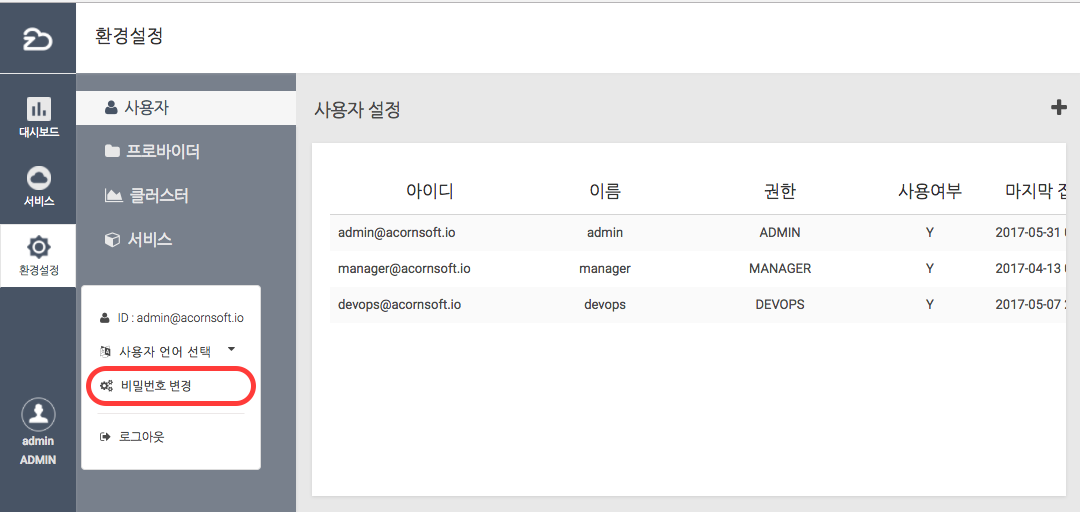 환경설정
대시보드
서비스
환경설정
admin
ADMIN
사용자
프로바이더
클러스터
서비스
ID : admin@acornsoft.io
사용자 언어 선택
비밀번호 변경
로그아웃
사용자 설정
아이디 이름 권한 사용여부 마지막
admin@acornsoft.io admin ADMIN Y 2017-05-31
manager@acornsoft.io manager MANAGER Y 2017-04-13
devops@acornsoft.io devops DEVOPS Y 2017-05-07